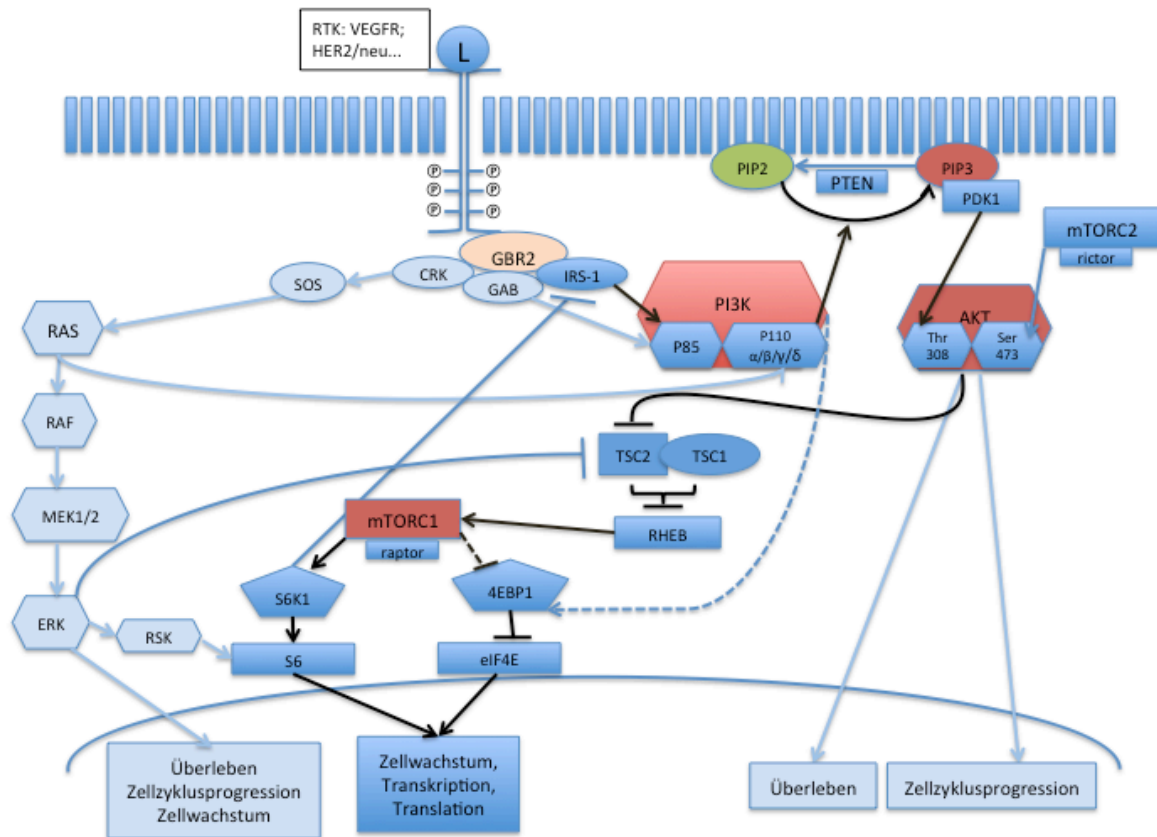 RTK: VEGFR;
HER2/neu...
L
PIP2
PIP3
PTEN
PDK1
P P
P P
P P
mTORC2
rictor
GBR2
CRK
IRS-1
GAB
SOS
PI3K
AKT
RAS
P85
P110
α/β/γ/δ
Thr
308
Ser
473
RAF
TSC2
TSC1
MEK1/2
mTORC1
raptor
RHEB
S6K1
4EBP1
ERK
RSK
S6
eIF4E
Überleben
Zellzyklusprogression
Zellwachstum
Zellwachstum,
Transkription,
Translation
Überleben
Zellzyklusprogression